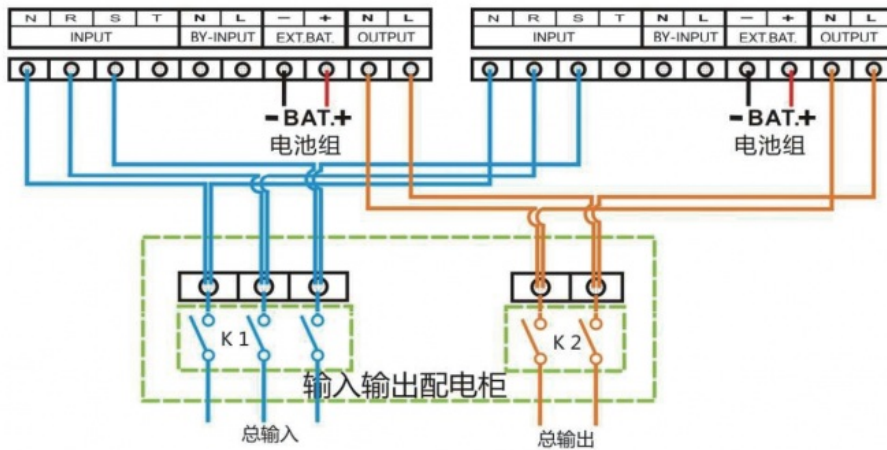 N R S T N L − + N L N R S T N L − + N L
INPUT BY-INPUT EXT.BAT. OUTPUT INPUT BY-INPUT EXT.BAT. OUTPUT
-BAT.+ -BAT.+
电池组 电池组
K 1 K 2
输入输出配电柜
总输入 总输出